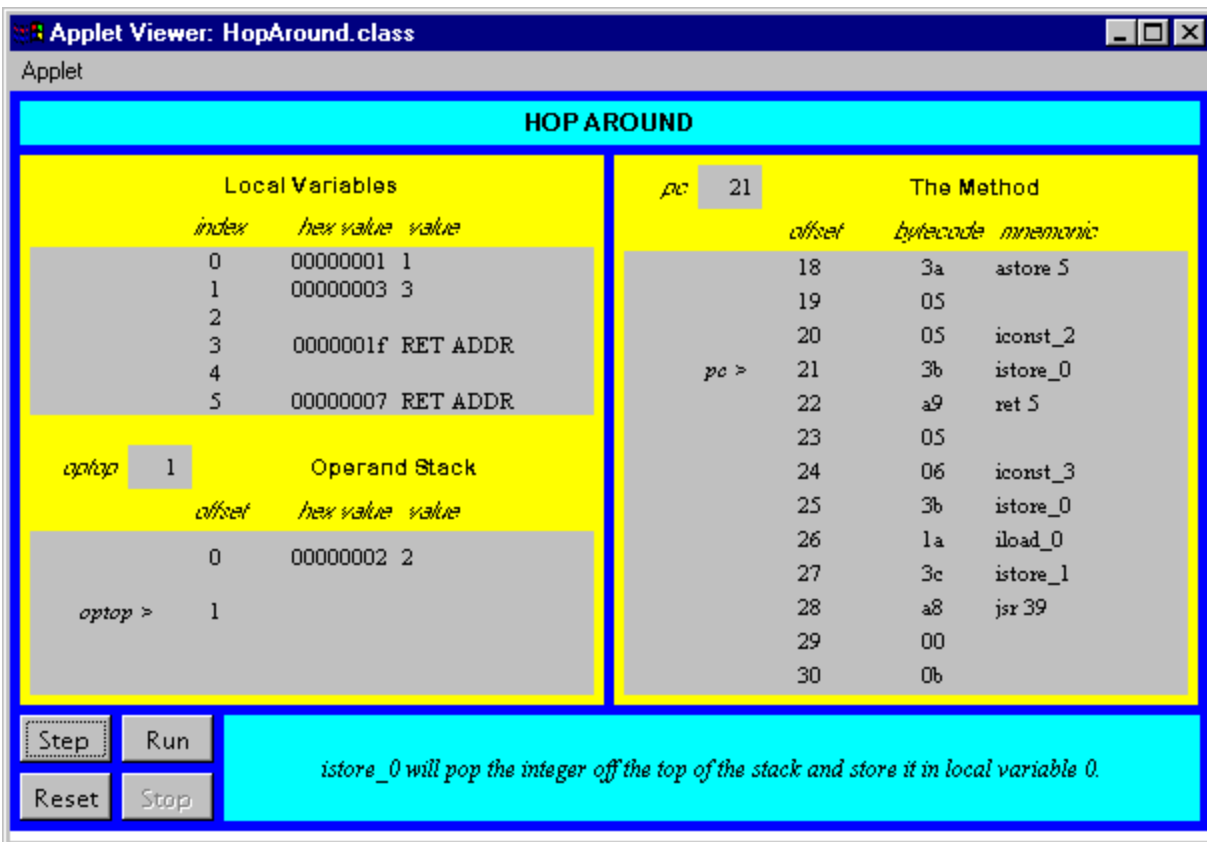 Applet Viewer: HopAround.class
Applet
HOP AROUND
Local Variables
index hex value value
0 00000001 1
1 00000003 3
2
3 0000001f RET ADDR
4
5 00000007 RET ADDR
optop 1 Operand Stack
offset hex value value
0 00000002 2
optop > 1
pc 21 The Method
offset bytecode mnemonic
18 3a astore 5
19 05
20 05 iconst_2
pc > 21 3b istore_0
22 a9 ret 5
23 05
24 06 iconst_3
25 3b istore_0
26 1a iload_0
27 3c istore_1
28 a8 jsr 39
29 00
30 0b
Step Run
Reset Stop
istore_0 will pop the integer off the top of the stack and store it in local variable 0.